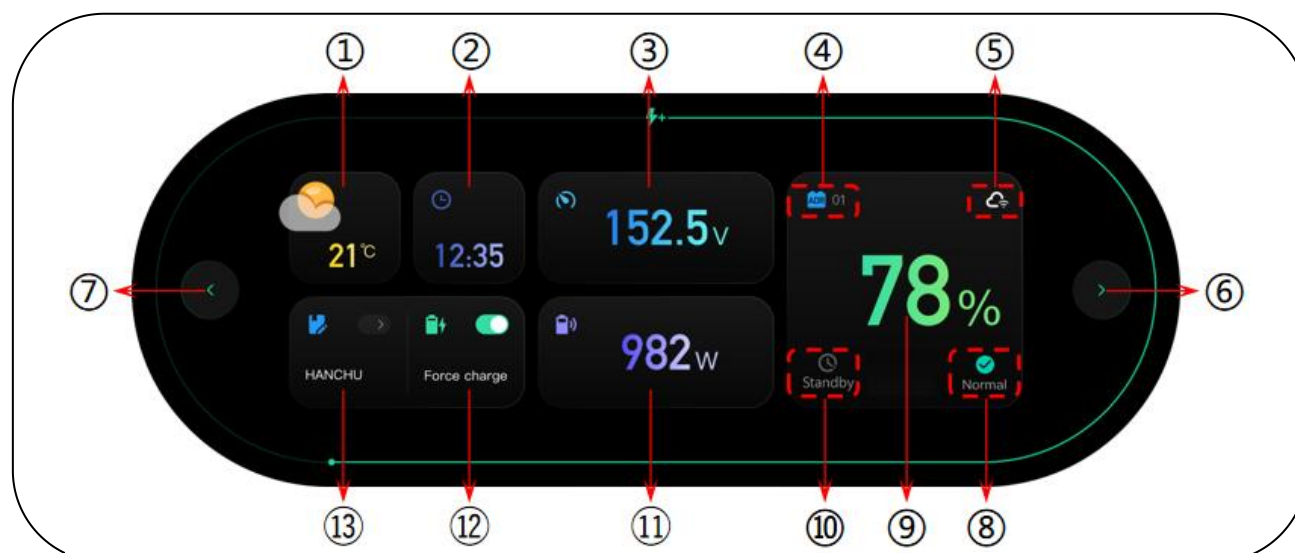 ① ② ③ ④ ⑤
ADR 01
152.5V
21℃ 12:35
78%
⑦ ⑥
982W
HANCHU Force charge
Standby Normal
⑬ ⑫ ⑪ ⑩ ⑨ ⑧